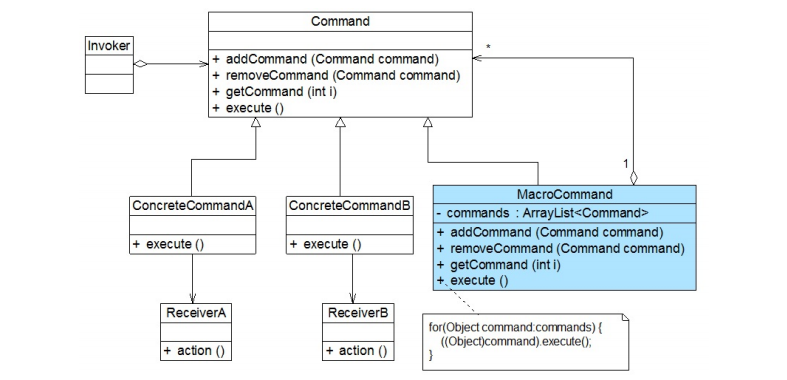 Command
Invoker
+ addCommand (Command command)
+ removeCommand (Command command)
+ getCommand (int i)
+ execute ()
*
1
ConcreteCommandA
+ execute ()
ConcreteCommandB
+ execute ()
MacroCommand
- commands : ArrayList<Command>
+ addCommand (Command command)
+ removeCommand (Command command)
+ getCommand (int i)
+ execute ()
ReceiverA
+ action ()
ReceiverB
+ action ()
for(Object command:commands) {
((Object)command).execute();
}